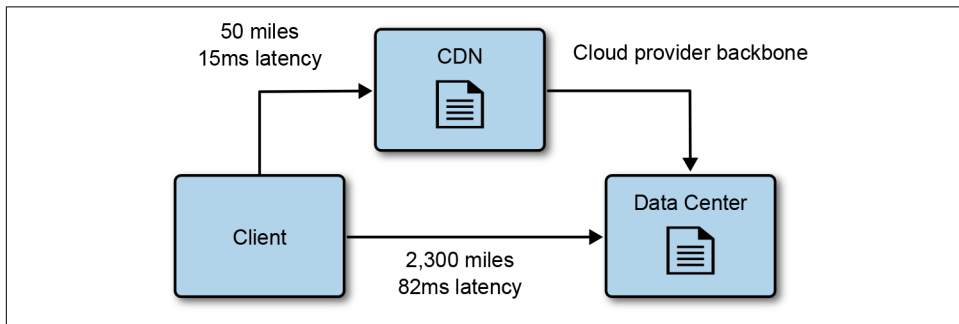 50 miles
15ms latency
CDN
Cloud provider backbone
Client
Data Center
2,300 miles
82ms latency